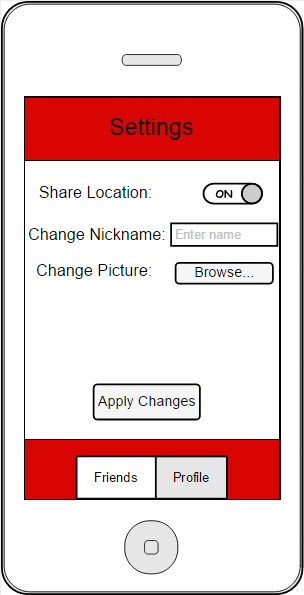 Settings
Share Location: ON
Change Nickname: Enter name
Change Picture: Browse...
Apply Changes
Friends Profile